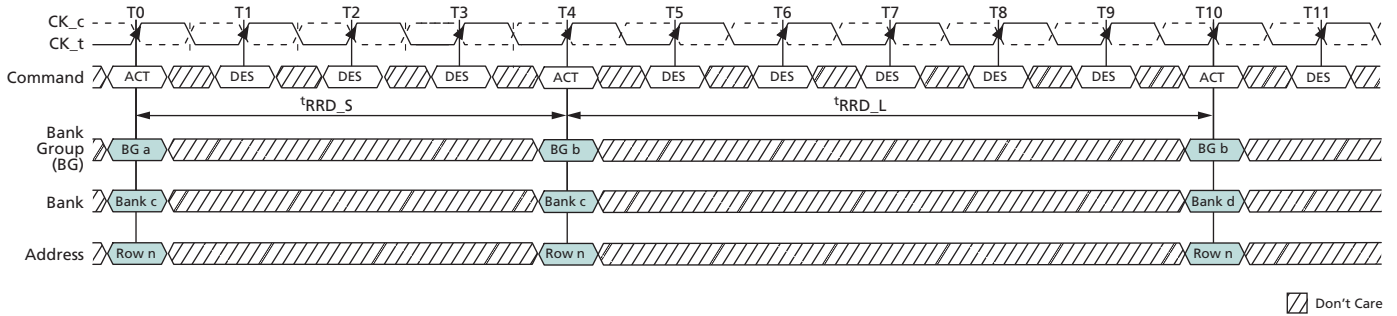 T0 T1 T2 T3 T4 T5 T6 T7 T8 T9 T10 T11
CK_c
CK_t
Command ACT DES DES DES ACT DES DES DES DES DES ACT DES
tRRD_S tRRD_L
Bank
Group
(BG)
BG a BG b BG b
Bank Bank c Bank c Bank d
Address Row n Row n Row n
Don't Care